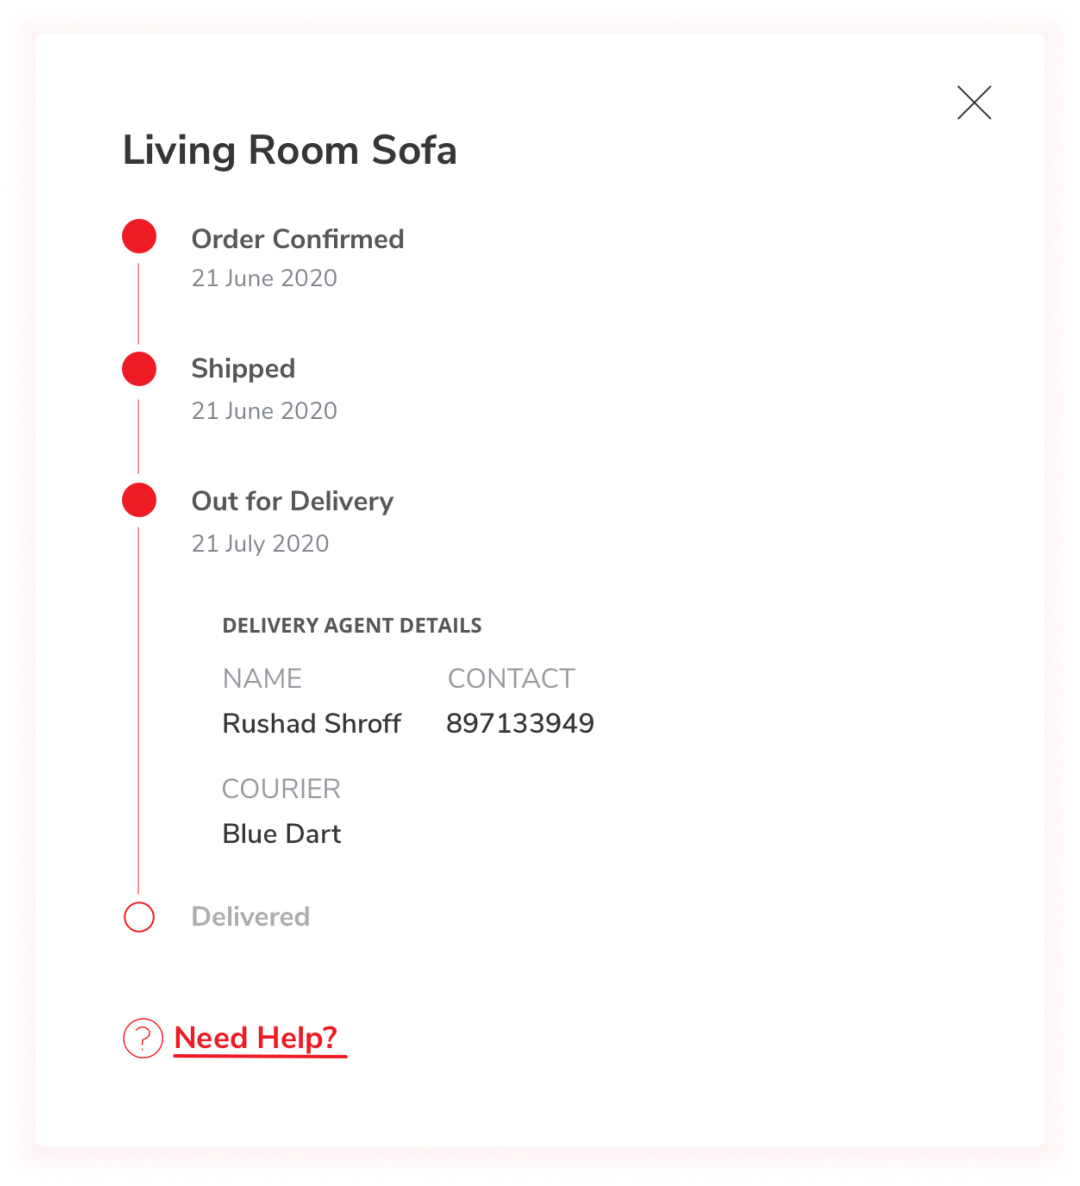 Living Room Sofa
Order Confirmed
21 June 2020
Shipped
21 June 2020
Out for Delivery
21 July 2020
DELIVERY AGENT DETAILS
NAME CONTACT
Rushad Shroff 897133949
COURIER
Blue Dart
Delivered
? Need Help?